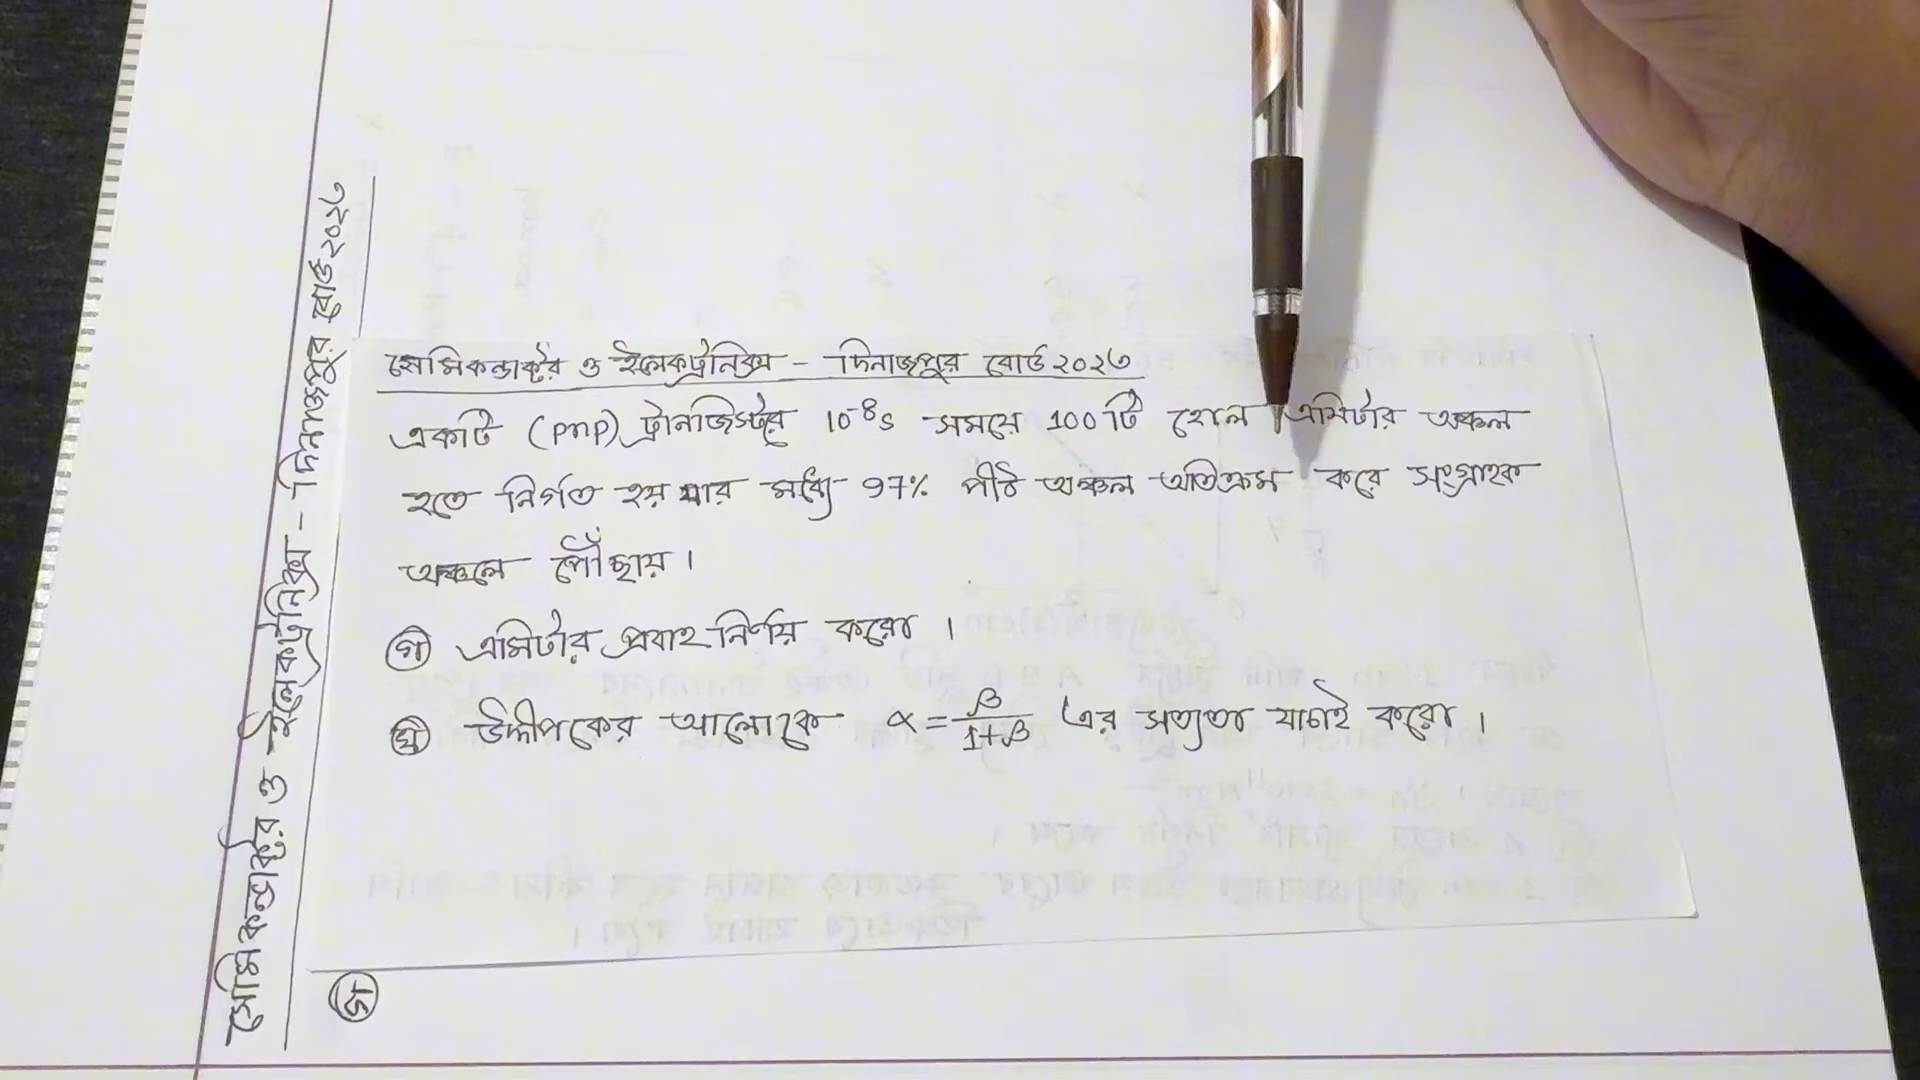 সেমিকন্ডাক্টর ও ইলেকট্রনিক্স - দিনাজপুর বোর্ড ২০২৩
সেমিকন্ডাক্টর ও ইলেকট্রনিক্স - দিনাজপুর বোর্ড ২০২৩
একটি (pnp) ট্রানজিস্টরে 10⁻⁸s সময়ে 100টি হোল এমিটার অঞ্চল
হতে নির্গত হয় যার মধ্যে 97% পীঠ অঞ্চল অতিক্রম করে সংগ্রাহক
অঞ্চলে পৌঁছায়।
(গ) এমিটার প্রবাহ নির্ণয় করো।
(ঘ) উদ্দীপকের আলোকে α = β/1+β এর সত্যতা যাচাই করো।
(গ)